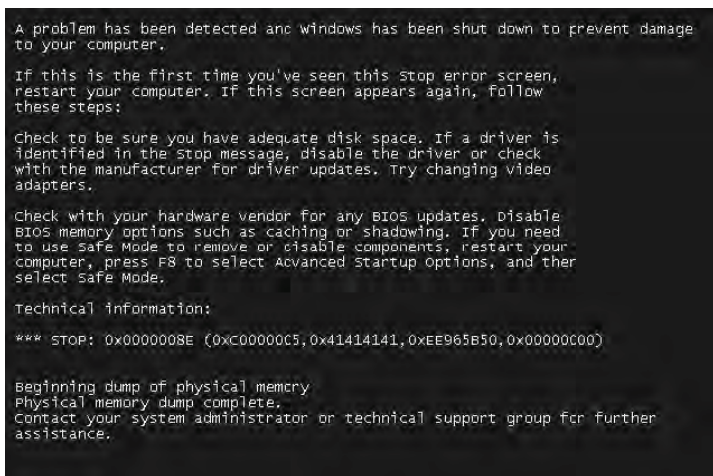 A problem has been detected and windows has been shut down to prevent damage
to your computer.
If this is the first time you've seen this Stop error screen,
restart your computer. If this screen appears again, follow
these steps:
Check to be sure you have adequate disk space. If a driver is
identified in the Stop message, disable the driver or check
with the manufacturer for driver updates. Try changing video
adapters.
Check with your hardware vendor for any BIOS updates. Disable
BIOS memory options such as caching or shadowing. If you need
to use Safe Mode to remove or disable components, restart your
computer, press F8 to select Advanced Startup Options, and then
select Safe Mode.
Technical information:
*** STOP: 0x0000008E (0xC00000C5,0x41414141,0xEE965B50,0x00000000)
Beginning dump of physical memory
Physical memory dump complete.
Contact your system administrator or technical support group for further
assistance.